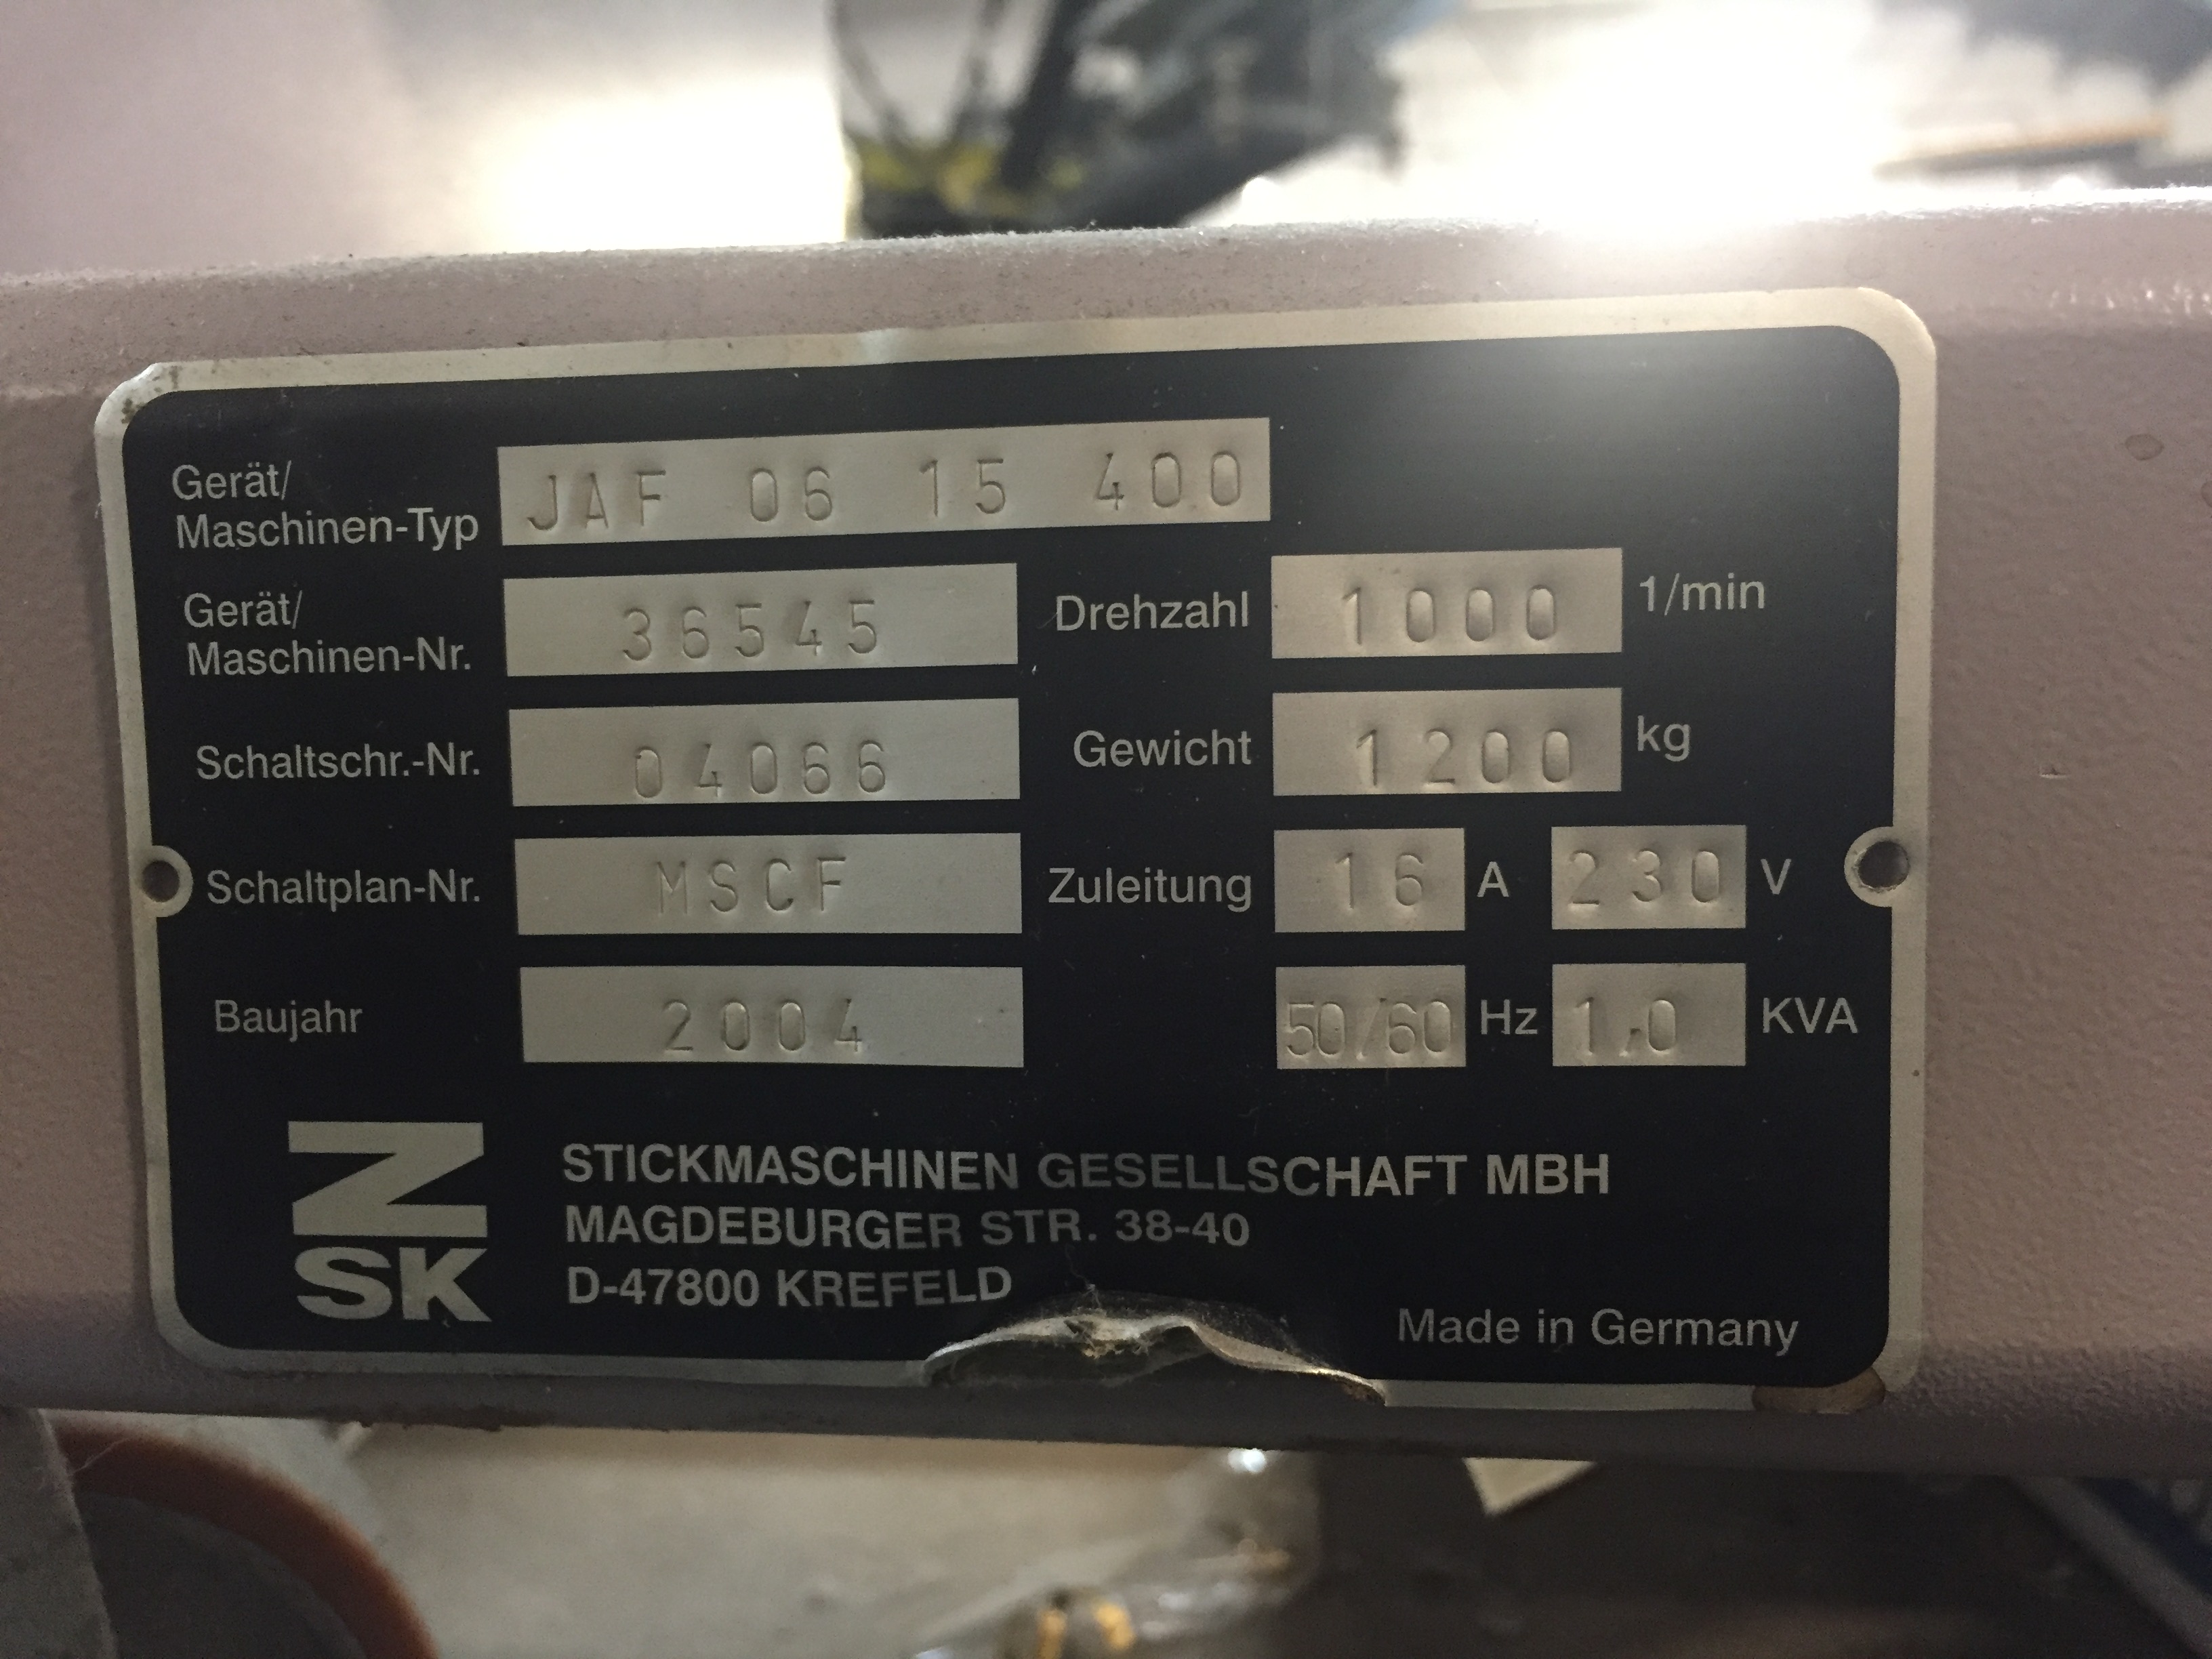 Gerät/
Maschinen-Typ JAF 06 15 400
Gerät/
Maschinen-Nr. 36545 Drehzahl 1000 1/min
Schaltschr.-Nr. 04066 Gewicht 1200 kg
Schaltplan-Nr. MSCF Zuleitung 16 A 230 V
Baujahr 2004 50/60 Hz 1,0 KVA
ZSK
STICKMASCHINEN GESELLSCHAFT MBH
MAGDEBURGER STR. 38-40
D-47800 KREFELD
Made in Germany